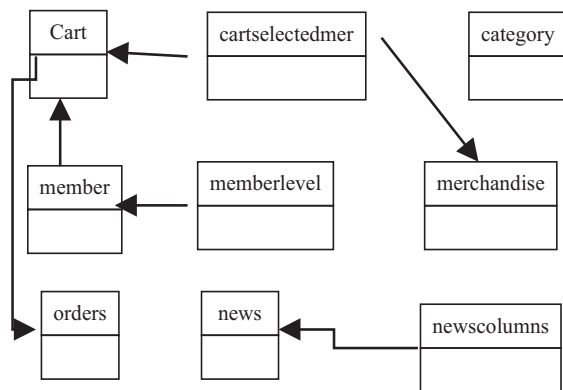 Cart
cartselectedmer
category
member
memberlevel
merchandise
orders
news
newscolumns